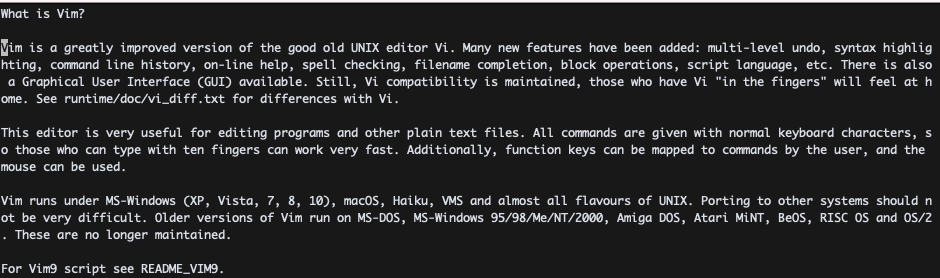 What is Vim?
Vim is a greatly improved version of the good old UNIX editor Vi. Many new features have been added: multi-level undo, syntax highlig
hting, command line history, on-line help, spell checking, filename completion, block operations, script language, etc. There is also
 a Graphical User Interface (GUI) available. Still, Vi compatibility is maintained, those who have Vi "in the fingers" will feel at h
ome. See runtime/doc/vi_diff.txt for differences with Vi.
This editor is very useful for editing programs and other plain text files. All commands are given with normal keyboard characters, s
o those who can type with ten fingers can work very fast. Additionally, function keys can be mapped to commands by the user, and the
mouse can be used.
Vim runs under MS-Windows (XP, Vista, 7, 8, 10), macOS, Haiku, VMS and almost all flavours of UNIX. Porting to other systems should n
ot be very difficult. Older versions of Vim run on MS-DOS, MS-Windows 95/98/Me/NT/2000, Amiga DOS, Atari MiNT, BeOS, RISC OS and OS/2
. These are no longer maintained.
For Vim9 script see README_VIM9.